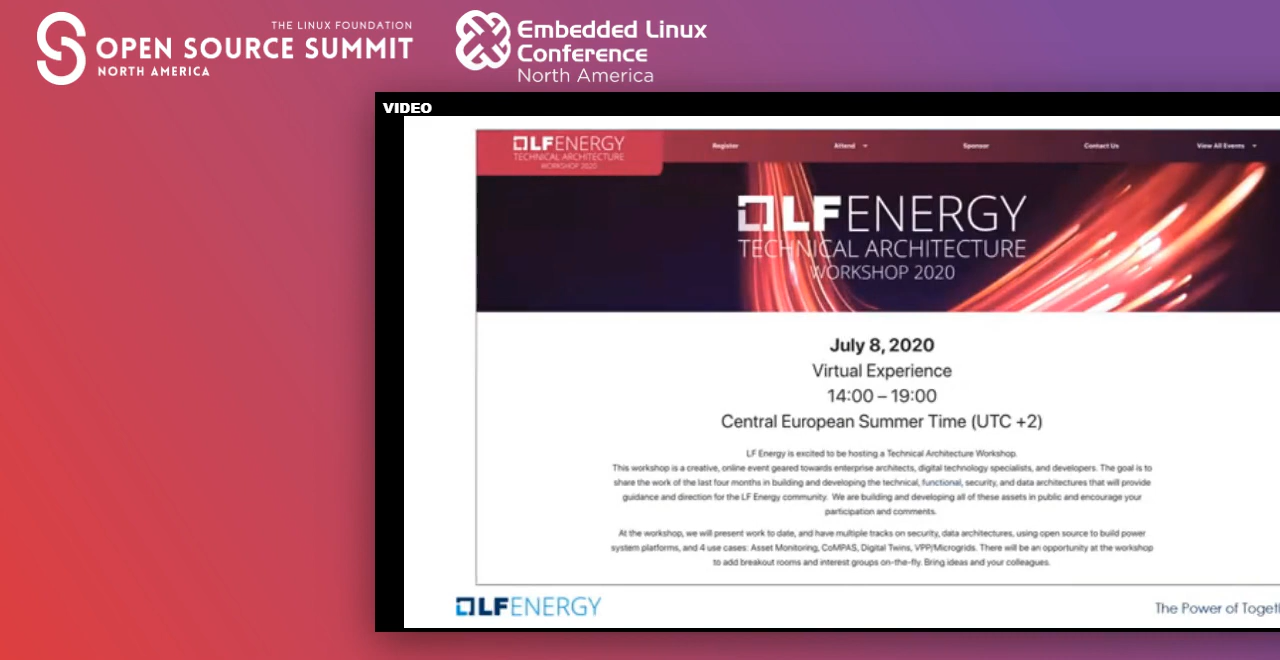 THE LINUX FOUNDATION
OPEN SOURCE SUMMIT
NORTH AMERICA
Embedded Linux
Conference
North America
VIDEO
LFENERGY
TECHNICAL ARCHITECTURE
WORKSHOP 2020
Register
Attend
Sponsor
Contact Us
View All Events
LFENERGY
TECHNICAL ARCHITECTURE
WORKSHOP 2020
July 8, 2020
Virtual Experience
14:00 – 19:00
Central European Summer Time (UTC +2)
LF Energy is excited to be hosting a Technical Architecture Workshop.
This workshop is a creative, online event geared towards enterprise architects, digital technology specialists, and developers. The goal is to
share the work of the last four months in building and developing the technical, functional, security, and data architectures that will provide
guidance and direction for the LF Energy community. We are building and developing all of these assets in public and encourage your
participation and comments.
At the workshop, we will present work to date, and have multiple tracks on security, data architectures, using open source to build power
system platforms, and 4 use cases: Asset Monitoring, CoMPAS, Digital Twins, VPP/Microgrids. There will be an opportunity at the workshop
to add breakout rooms and interest groups on-the-fly. Bring ideas and your colleagues.
LFENERGY
The Power of Togeth